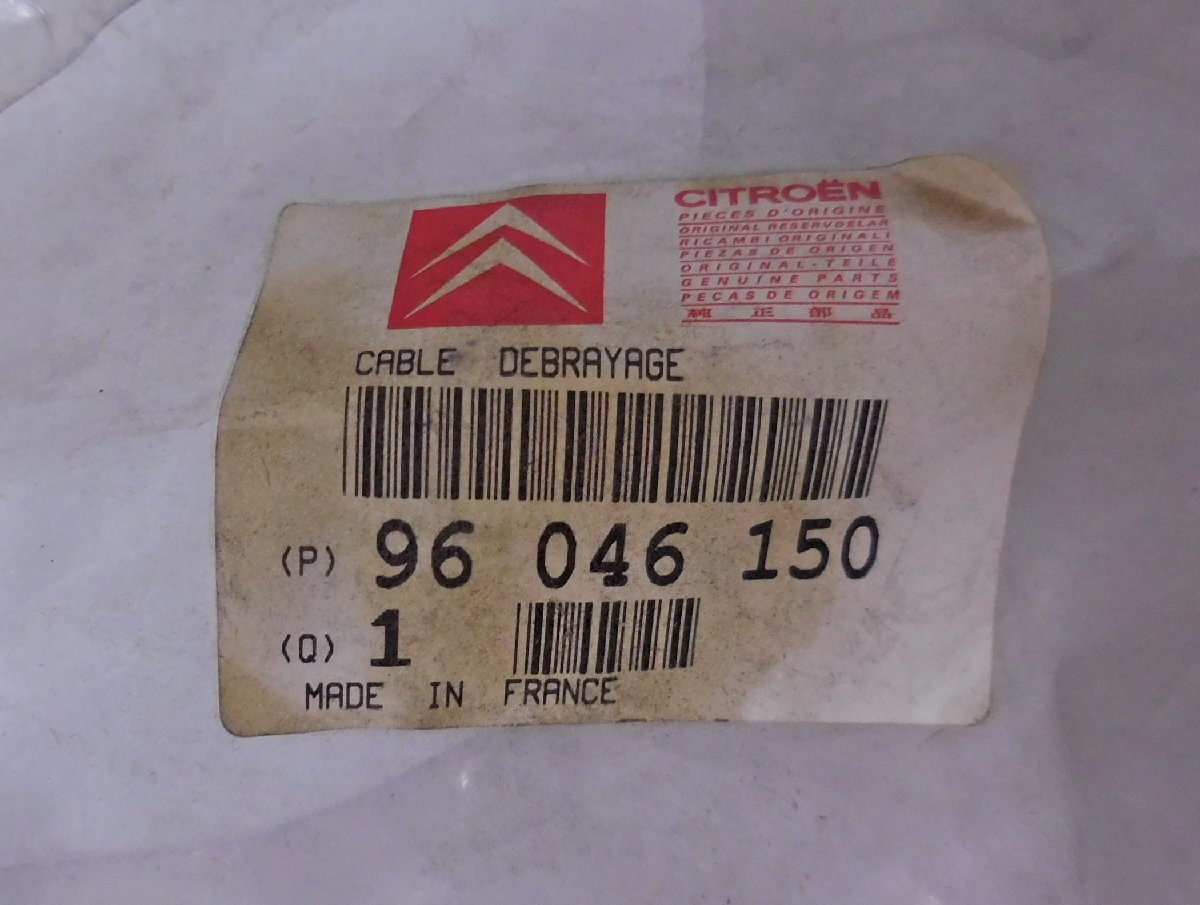 CITROËN
PIECES D'ORIGINE
ORIGINAL RESERVDELAR
RICAMBI ORIGINALI
PIEZAS DE ORIGEN
ORIGINAL-TEILE
GENUINE PARTS
PECAS DE ORIGEM
純正部品
CABLE DEBRAYAGE
(P) 96 046 150
(Q) 1
MADE IN FRANCE